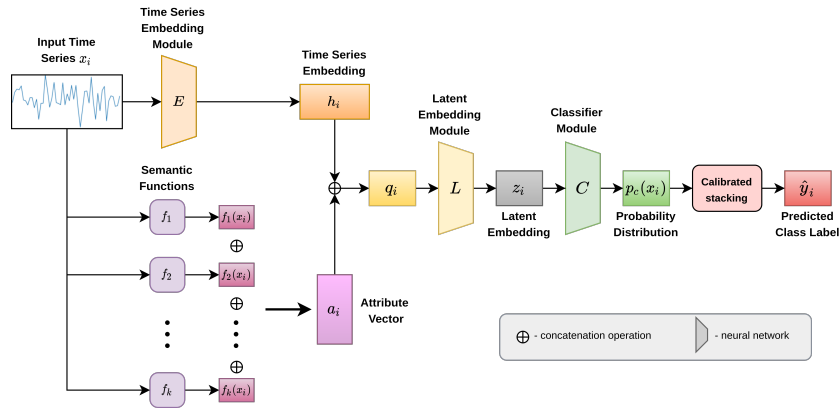 Time Series
Embedding
Module
Input Time
Series x_i
E
Time Series
Embedding
h_i
Latent
Embedding
Module
Classifier
Module
Semantic
Functions
q_i
L
z_i
C
p_c(x_i)
Calibrated
stacking
ŷ_i
Latent
Embedding
Probability
Distribution
Predicted
Class Label
f_1
f_1(x_i)
⊕
f_2
f_2(x_i)
⊕
a_i
Attribute
Vector
⊕
f_k
f_k(x_i)
⊕ - concatenation operation
- neural network